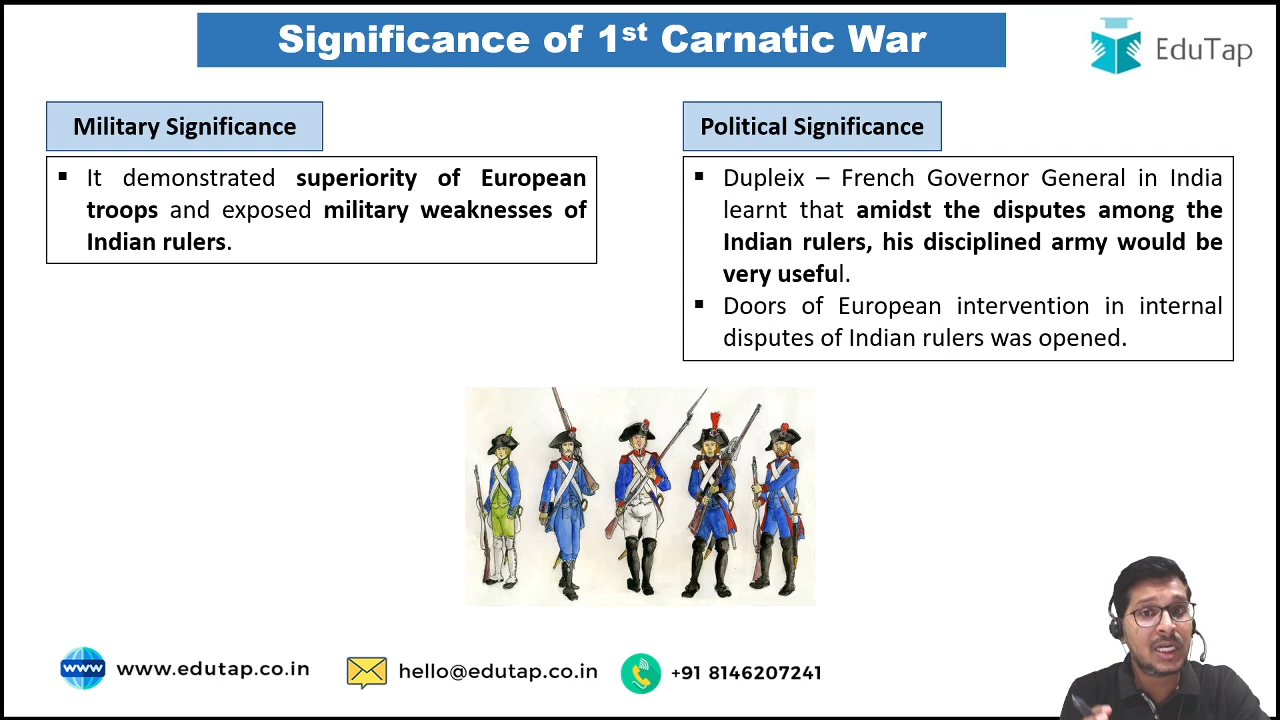 Significance of 1st Carnatic War
EduTap
Military Significance
▪ It demonstrated superiority of European
troops and exposed military weaknesses of
Indian rulers.
Political Significance
▪ Dupleix – French Governor General in India
learnt that amidst the disputes among the
Indian rulers, his disciplined army would be
very useful.
▪ Doors of European intervention in internal
disputes of Indian rulers was opened.
www
www.edutap.co.in
hello@edutap.co.in
+91 8146207241